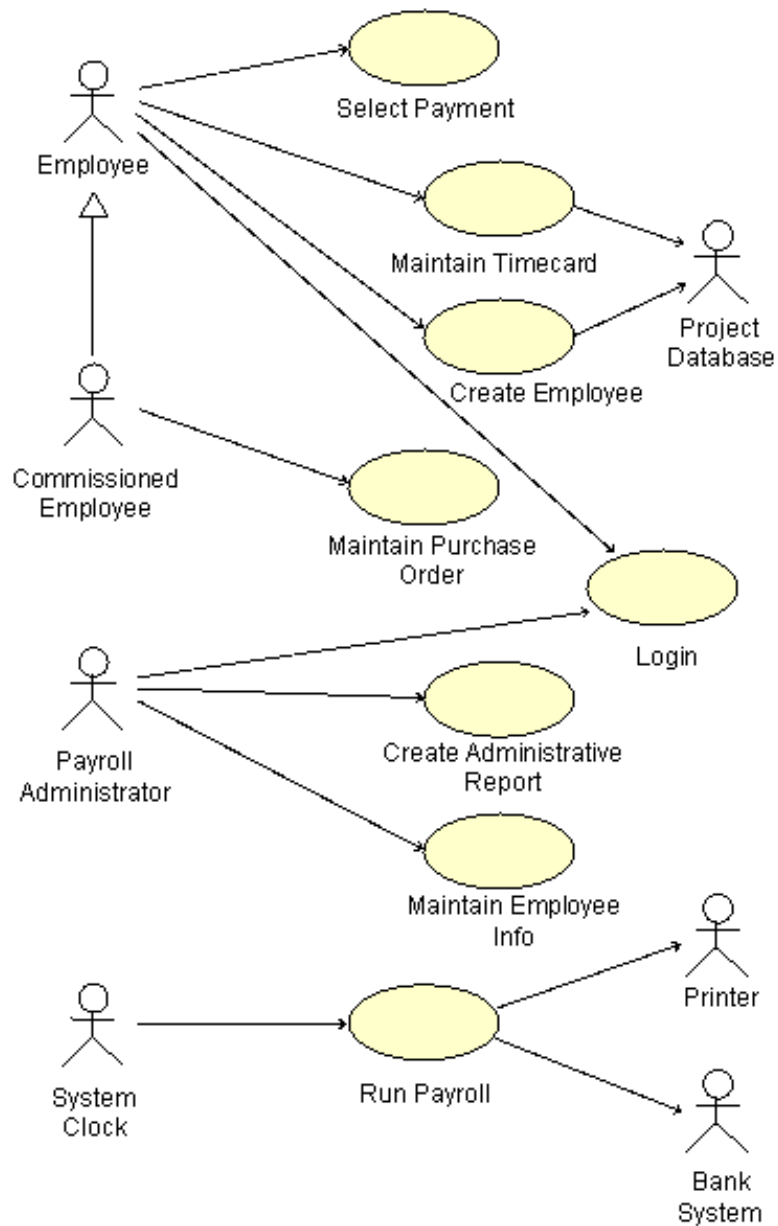 Select Payment
Employee
Maintain Timecard
Project
Database
Create Employee
Commissioned
Employee
Maintain Purchase
Order
Login
Payroll
Administrator
Create Administrative
Report
Maintain Employee
Info
Printer
System
Clock
Run Payroll
Bank
System